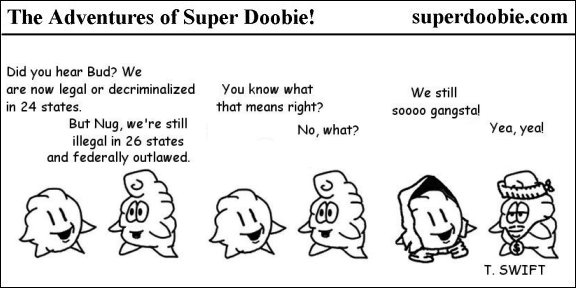 The Adventures of Super Doobie!
superdoobie.com
Did you hear Bud? We
are now legal or decriminalized
in 24 states.
But Nug, we're still
illegal in 26 states
and federally outlawed.
You know what
that means right?
No, what?
We still
soooo gangsta!
Yea, yea!
$
T. SWIFT